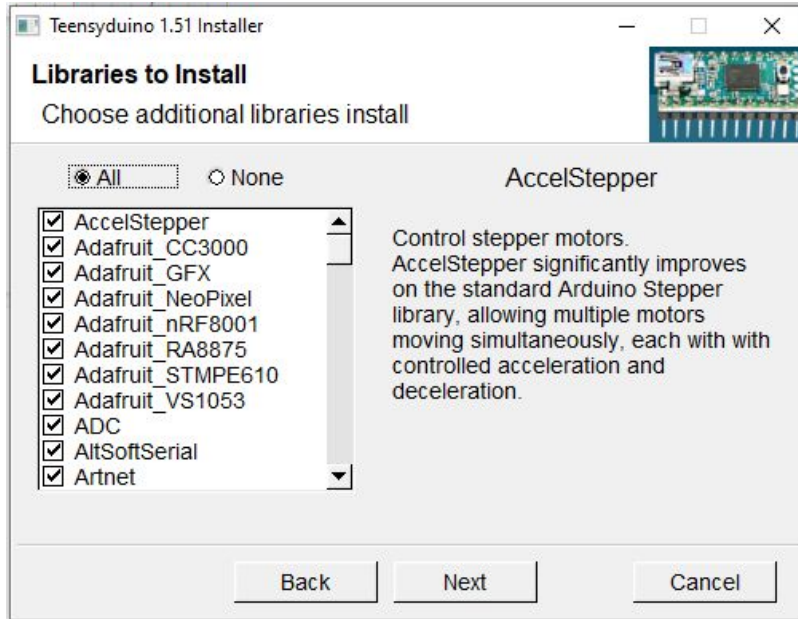 Teensyduino 1.51 Installer
Libraries to Install
Choose additional libraries install
All
None
AccelStepper
Adafruit_CC3000
Adafruit_GFX
Adafruit_NeoPixel
Adafruit_nRF8001
Adafruit_RA8875
Adafruit_STMPE610
Adafruit_VS1053
ADC
AltSoftSerial
Artnet
AccelStepper
Control stepper motors.
AccelStepper significantly improves
on the standard Arduino Stepper
library, allowing multiple motors
moving simultaneously, each with with
controlled acceleration and
deceleration.
Back
Next
Cancel